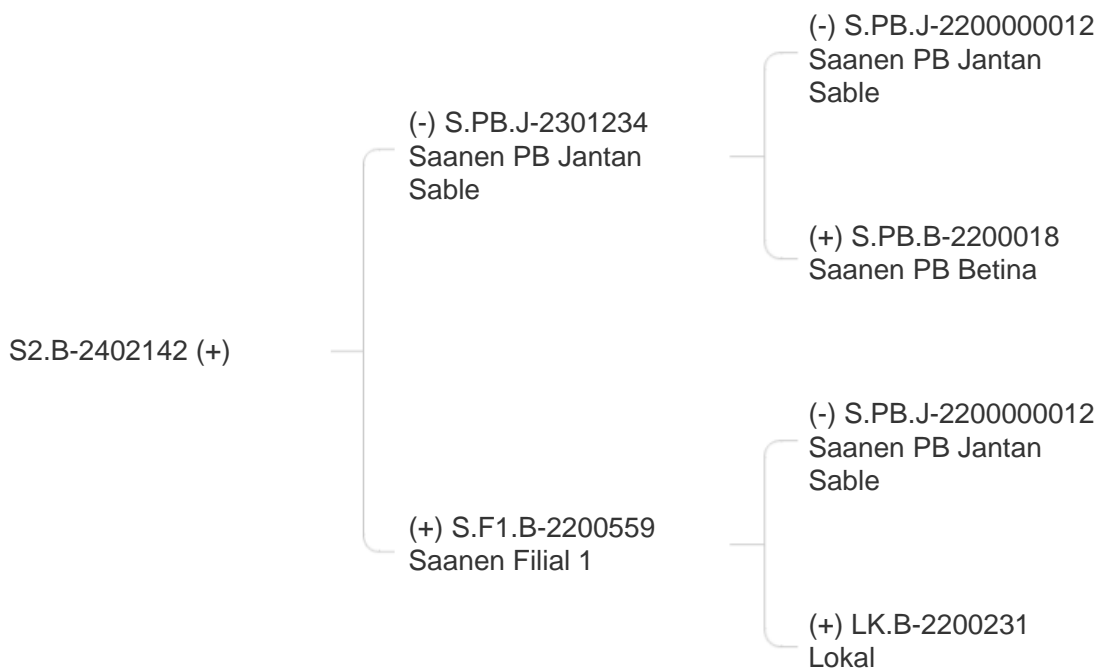 (-) S.PB.J-2200000012
Saanen PB Jantan
Sable
(-) S.PB.J-2301234
Saanen PB Jantan
Sable
(+) S.PB.B-2200018
Saanen PB Betina
S2.B-2402142 (+)
(-) S.PB.J-2200000012
Saanen PB Jantan
Sable
(+) S.F1.B-2200559
Saanen Filial 1
(+) LK.B-2200231
Lokal